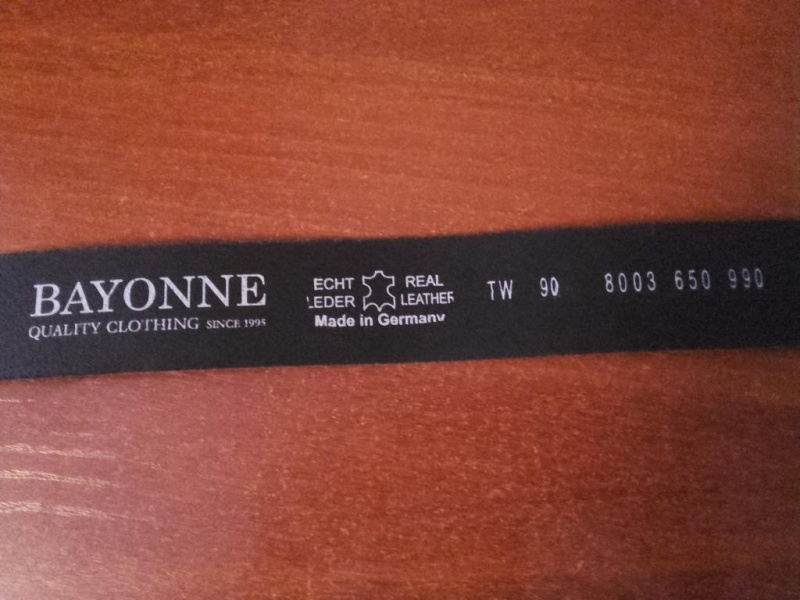 BAYONNE
QUALITY CLOTHING SINCE 1995
ECHT REAL
LEDER LEATHER
Made in Germany
TW 90 8003 650 990